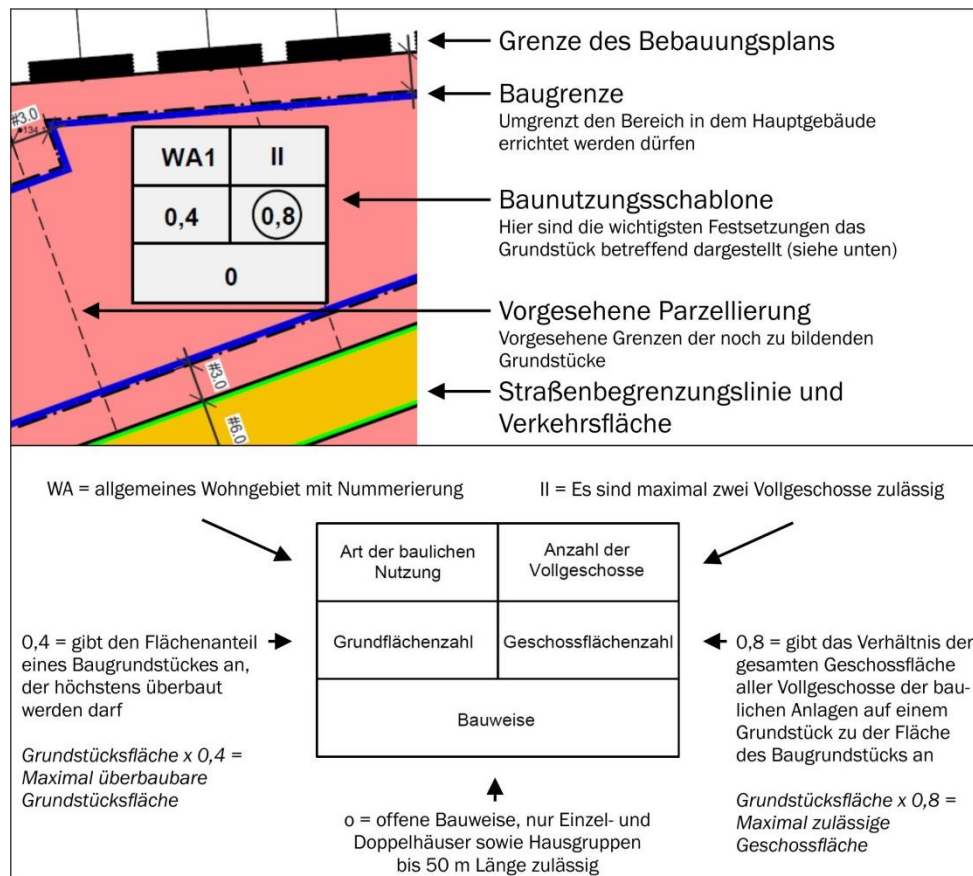 Grenze des Bebauungsplans
Baugrenze
Umgrenzt den Bereich in dem Hauptgebäude
errichtet werden dürfen
#3.0
134.
WA1
II
0,4
0,8
0
Baunutzungsschablone
Hier sind die wichtigsten Festsetzungen das
Grundstück betreffend dargestellt (siehe unten)
Vorgesehene Parzellierung
Vorgesehene Grenzen der noch zu bildenden
Grundstücke
#3.0
#6.0
Straßenbegrenzungslinie und
Verkehrsfläche
WA = allgemeines Wohngebiet mit Nummerierung
II = Es sind maximal zwei Vollgeschosse zulässig
Art der baulichen
Nutzung
Anzahl der
Vollgeschosse
Grundflächenzahl
Geschossflächenzahl
Bauweise
0,4 = gibt den Flächenanteil
eines Baugrundstückes an,
der höchstens überbaut
werden darf
Grundstücksfläche x 0,4 =
Maximal überbaubare
Grundstücksfläche
0,8 = gibt das Verhältnis der
gesamten Geschossfläche
aller Vollgeschosse der bau-
lichen Anlagen auf einem
Grundstück zu der Fläche
des Baugrundstücks an
Grundstücksfläche x 0,8 =
Maximal zulässige
Geschossfläche
o = offene Bauweise, nur Einzel- und
Doppelhäuser sowie Hausgruppen
bis 50 m Länge zulässig